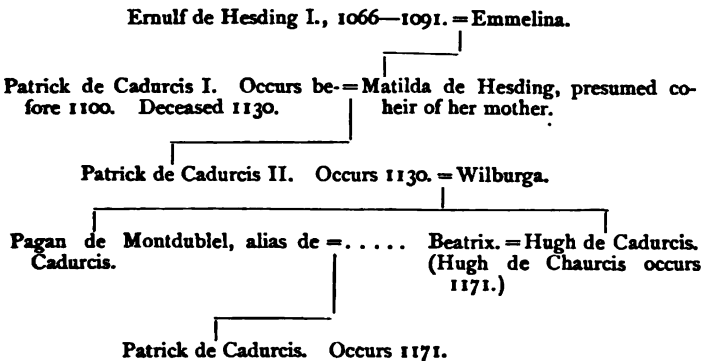 Ernulf de Hesding I., 1066—1091. = Emmelina.
Patrick de Cadurcis I. Occurs be- = Matilda de Hesding, presumed co-
fore 1100. Deceased 1130. heir of her mother.
Patrick de Cadurcis II. Occurs 1130. = Wilburga.
Pagan de Montdublel, alias de = . . . . . Beatrix. = Hugh de Cadurcis.
Cadurcis. (Hugh de Chaurcis occurs
1171.)
Patrick de Cadurcis. Occurs 1171.